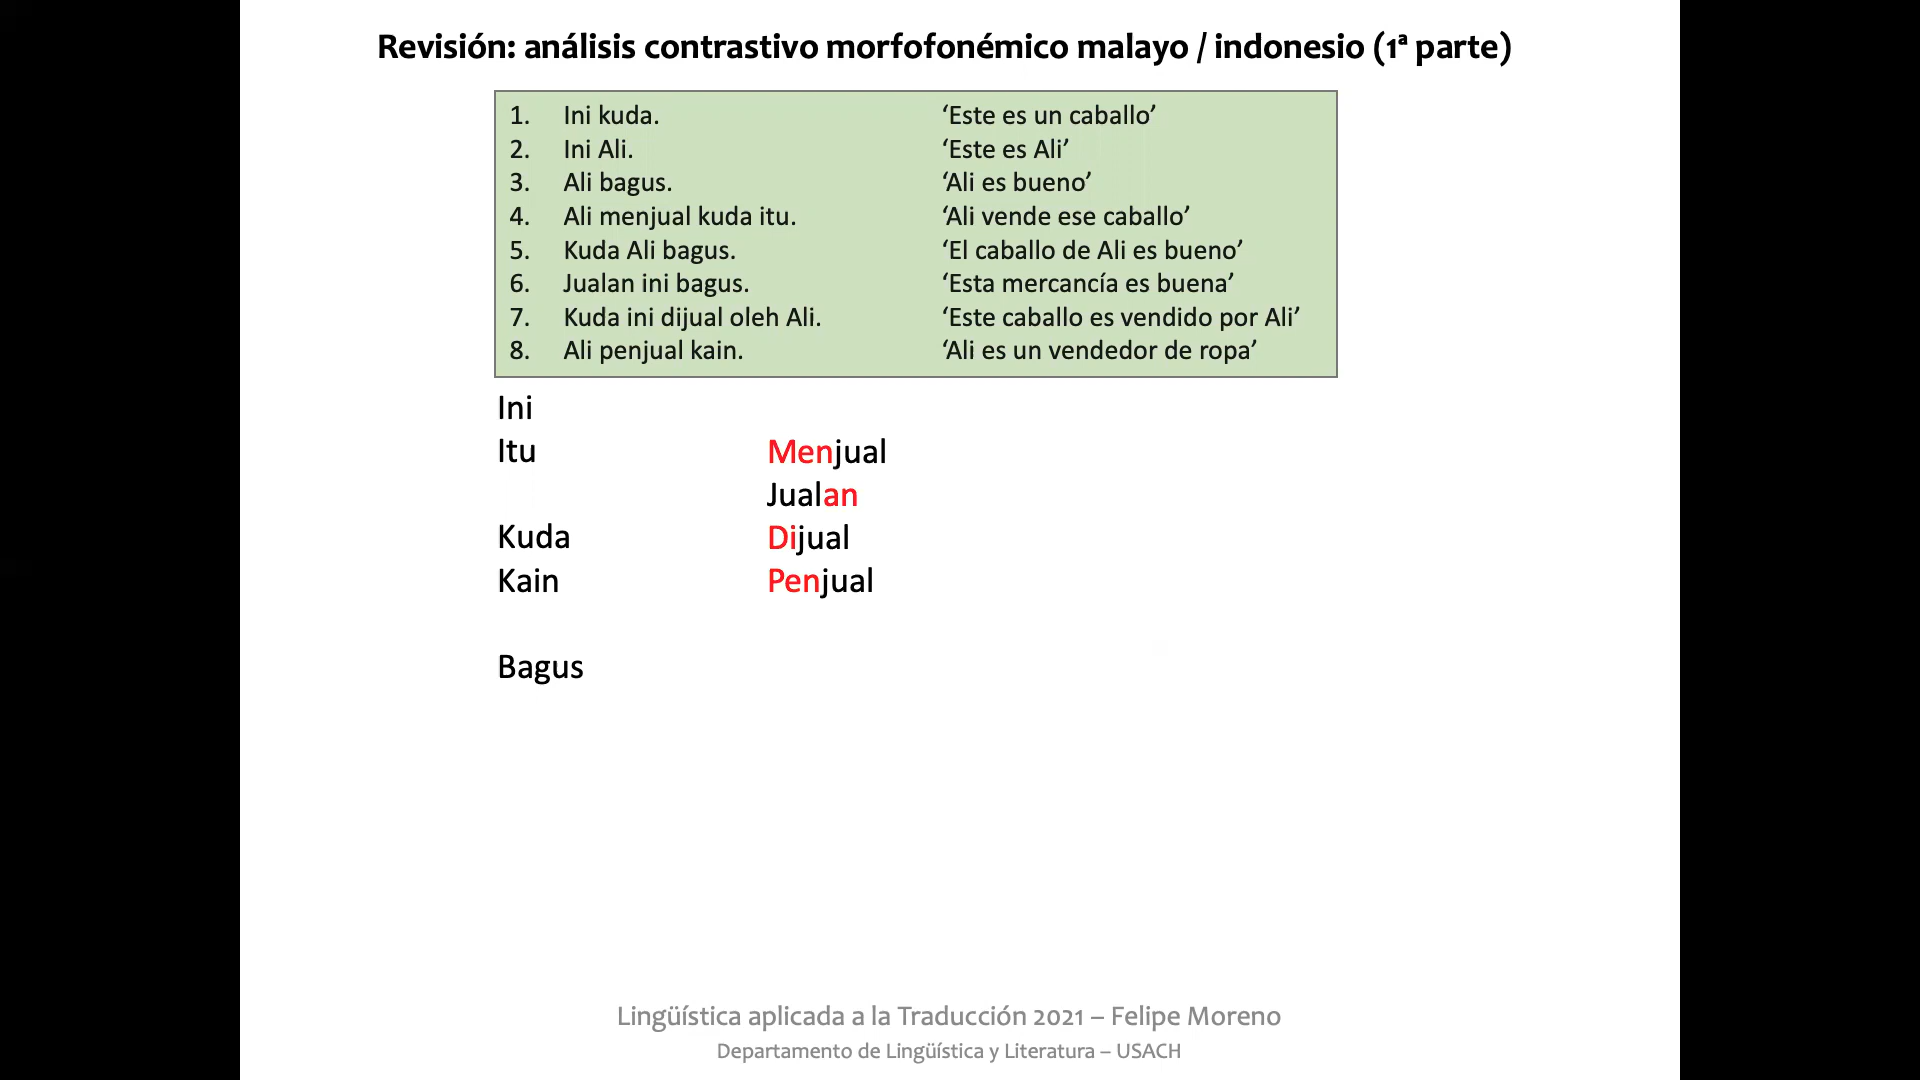 Revisión: análisis contrastivo morfofonémico malayo / indonesio (1ª parte)
1. Ini kuda. ‘Este es un caballo’
2. Ini Ali. ‘Este es Ali’
3. Ali bagus. ‘Ali es bueno’
4. Ali menjual kuda itu. ‘Ali vende ese caballo’
5. Kuda Ali bagus. ‘El caballo de Ali es bueno’
6. Jualan ini bagus. ‘Esta mercancía es buena’
7. Kuda ini dijual oleh Ali. ‘Este caballo es vendido por Ali’
8. Ali penjual kain. ‘Ali es un vendedor de ropa’
Ini
Itu Menjual
Jualan
Kuda Dijual
Kain Penjual
Bagus
Lingüística aplicada a la Traducción 2021 – Felipe Moreno
Departamento de Lingüística y Literatura – USACH